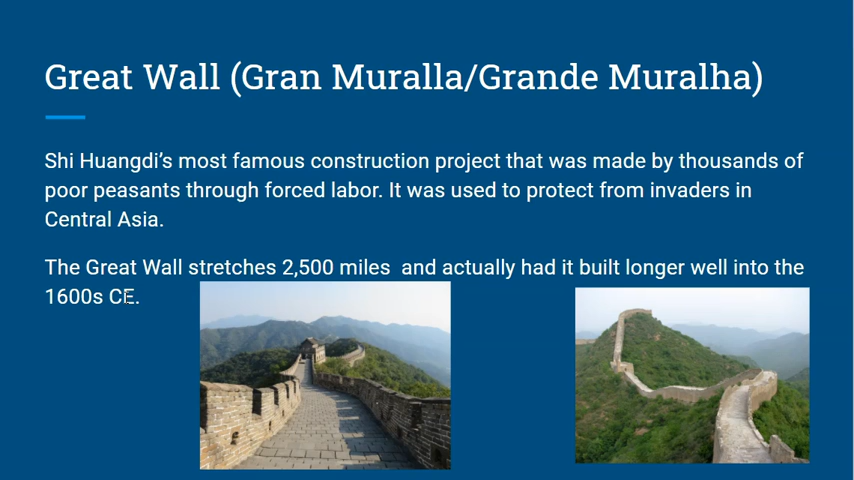 Great Wall (Gran Muralla/Grande Muralha)
Shi Huangdi’s most famous construction project that was made by thousands of
poor peasants through forced labor. It was used to protect from invaders in
Central Asia.
The Great Wall stretches 2,500 miles  and actually had it built longer well into the
1600s CE.